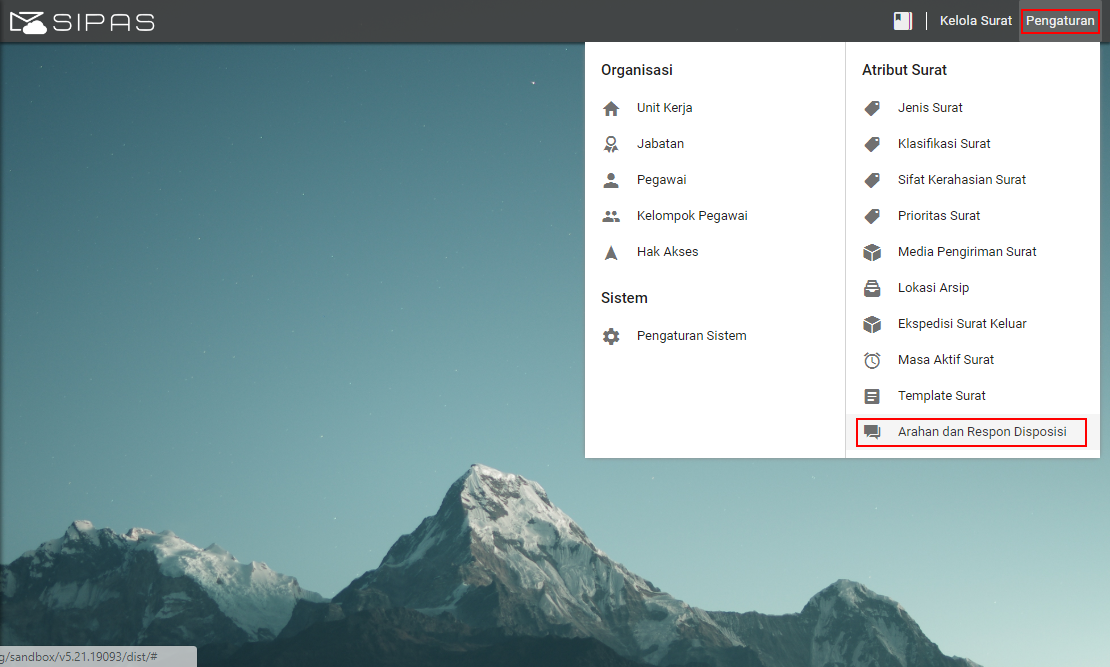 SIPAS
Kelola Surat
Pengaturan
Organisasi
Unit Kerja
Jabatan
Pegawai
Kelompok Pegawai
Hak Akses
Sistem
Pengaturan Sistem
Atribut Surat
Jenis Surat
Klasifikasi Surat
Sifat Kerahasian Surat
Prioritas Surat
Media Pengiriman Surat
Lokasi Arsip
Ekspedisi Surat Keluar
Masa Aktif Surat
Template Surat
Arahan dan Respon Disposisi
g/sandbox/v5.21.19093/dist/#